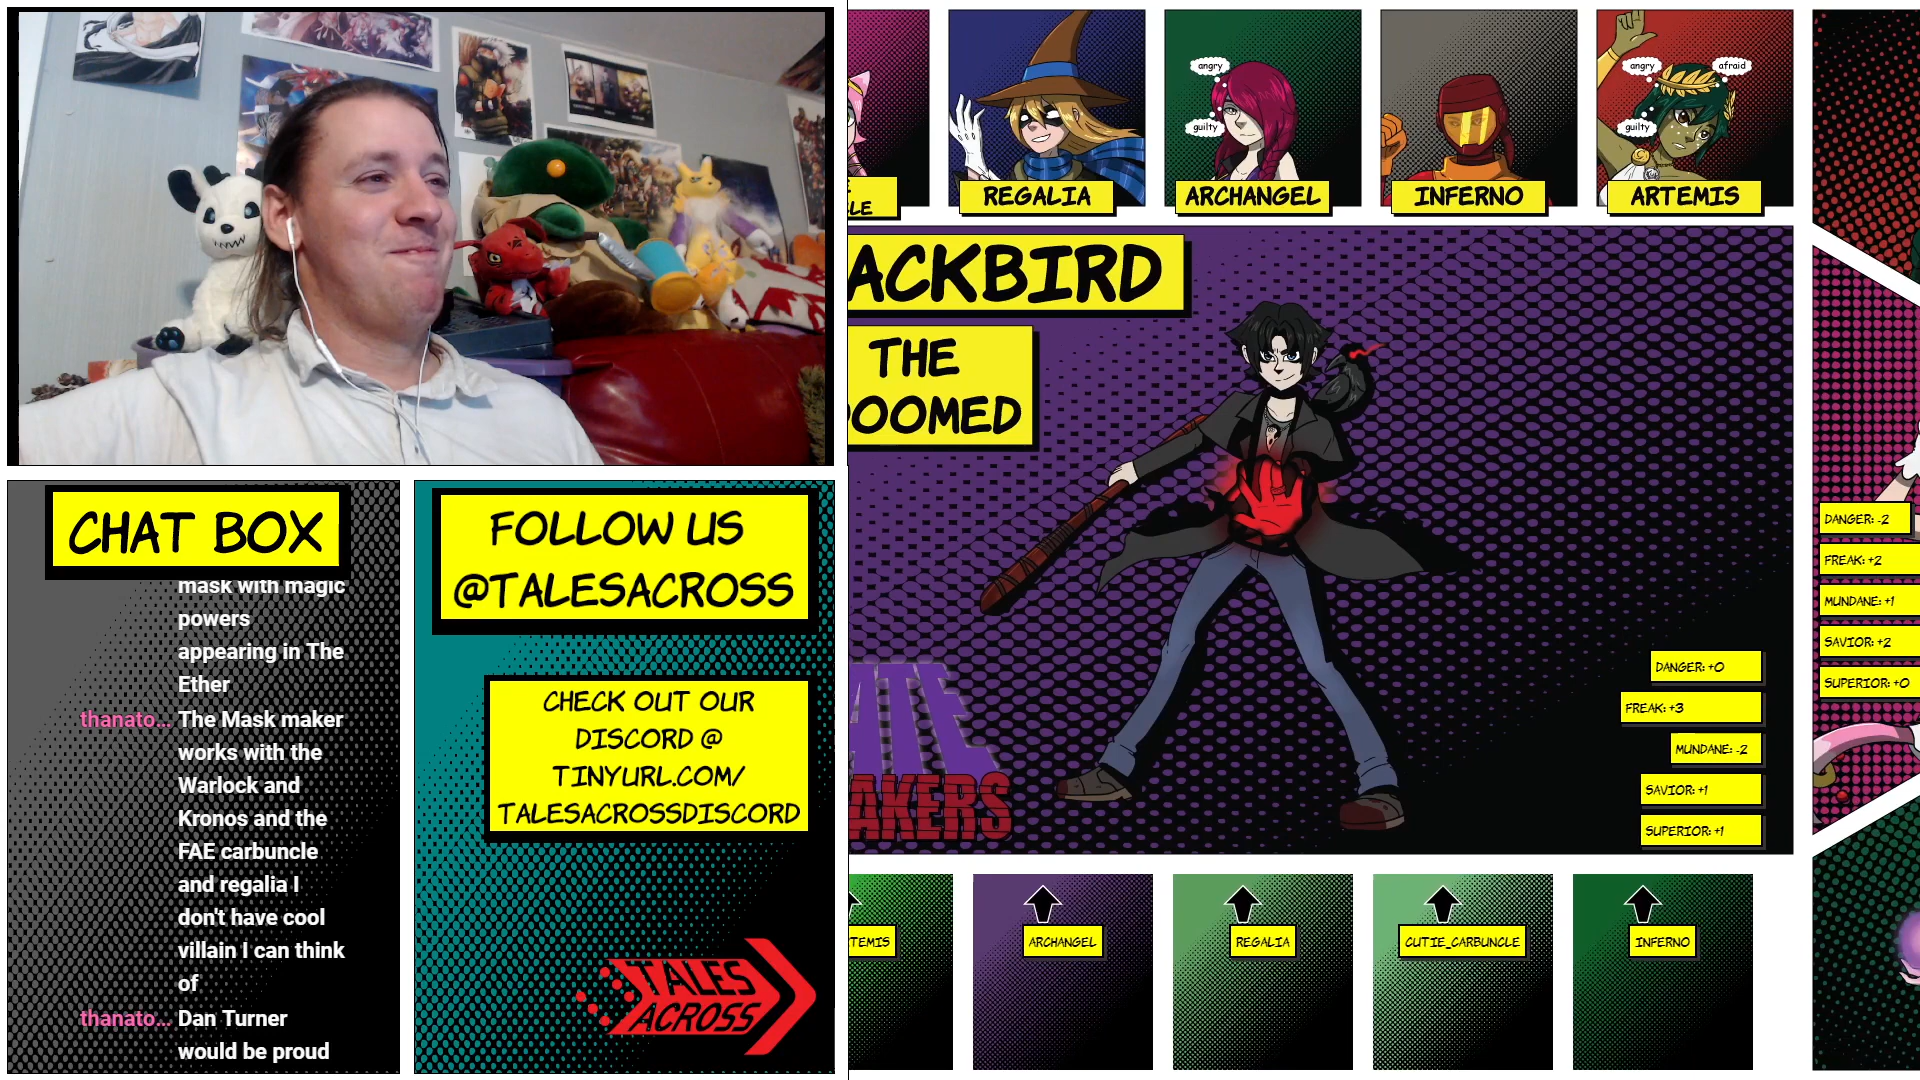 angry
guilty
angry
afraid
guilty
LE
REGALIA
ARCHANGEL
INFERNO
ARTEMIS
ACKBIRD
THE
DOOMED
CHAT BOX
mask with magic
powers
appearing in The
Ether
thanato... The Mask maker
works with the
Warlock and
Kronos and the
FAE carbuncle
and regalia I
don't have cool
villain I can think
of
thanato... Dan Turner
would be proud
FOLLOW US
@TALESACROSS
CHECK OUT OUR
DISCORD @
TINYURL.COM/
TALESACROSSDISCORD
TALES
ACROSS
ATE
AKERS
DANGER: +0
FREAK: +3
MUNDANE: -2
SAVIOR: +1
SUPERIOR: +1
DANGER: -2
FREAK: +2
MUNDANE: +1
SAVIOR: +2
SUPERIOR: +0
TEMIS
ARCHANGEL
REGALIA
CUTIE_CARBUNCLE
INFERNO